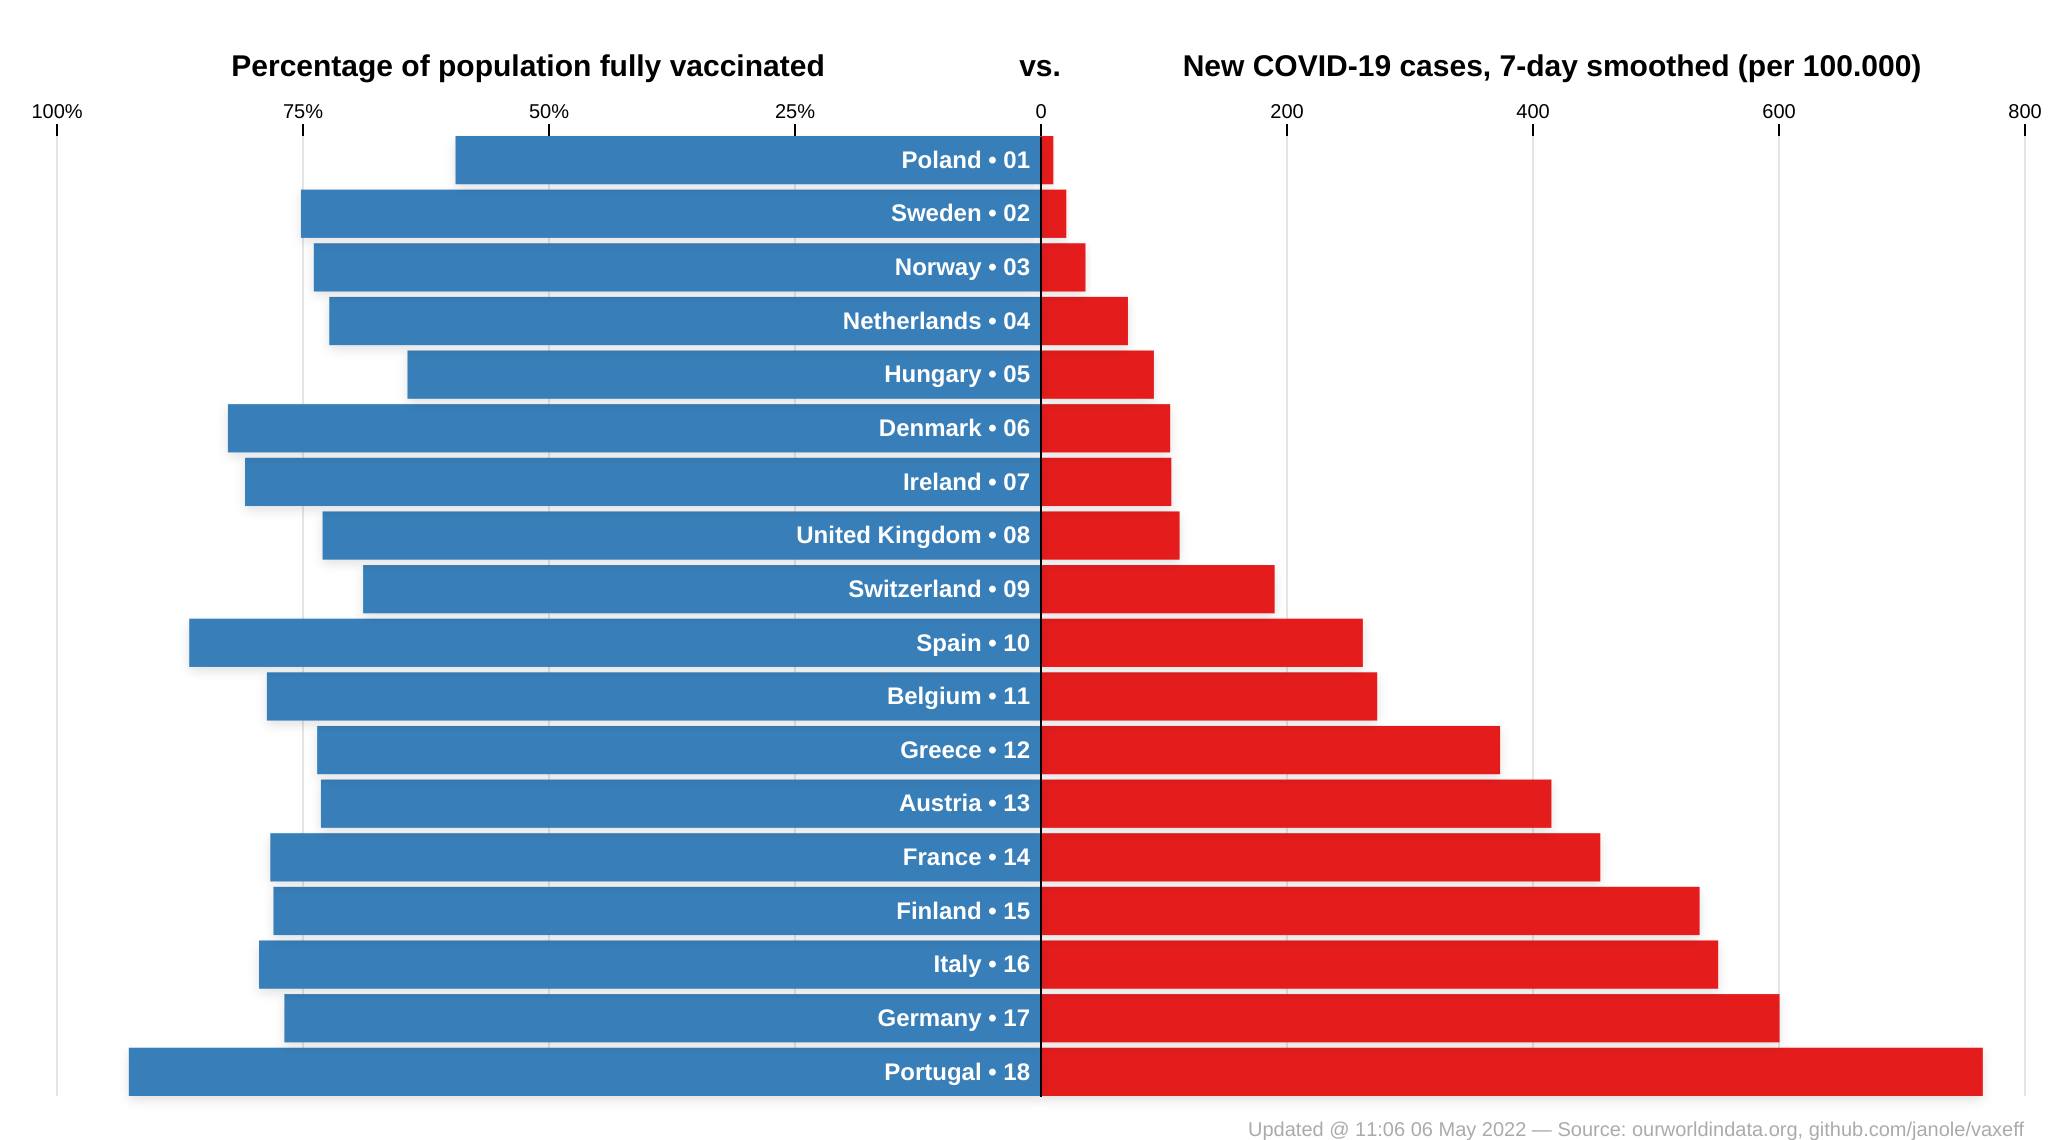 Percentage of population fully vaccinated vs. New COVID-19 cases, 7-day smoothed (per 100.000)
100% 75% 50% 25% 0 200 400 600 800
Poland • 01
Sweden • 02
Norway • 03
Netherlands • 04
Hungary • 05
Denmark • 06
Ireland • 07
United Kingdom • 08
Switzerland • 09
Spain • 10
Belgium • 11
Greece • 12
Austria • 13
France • 14
Finland • 15
Italy • 16
Germany • 17
Portugal • 18
Updated @ 11:06 06 May 2022 — Source: ourworldindata.org, github.com/janole/vaxeff